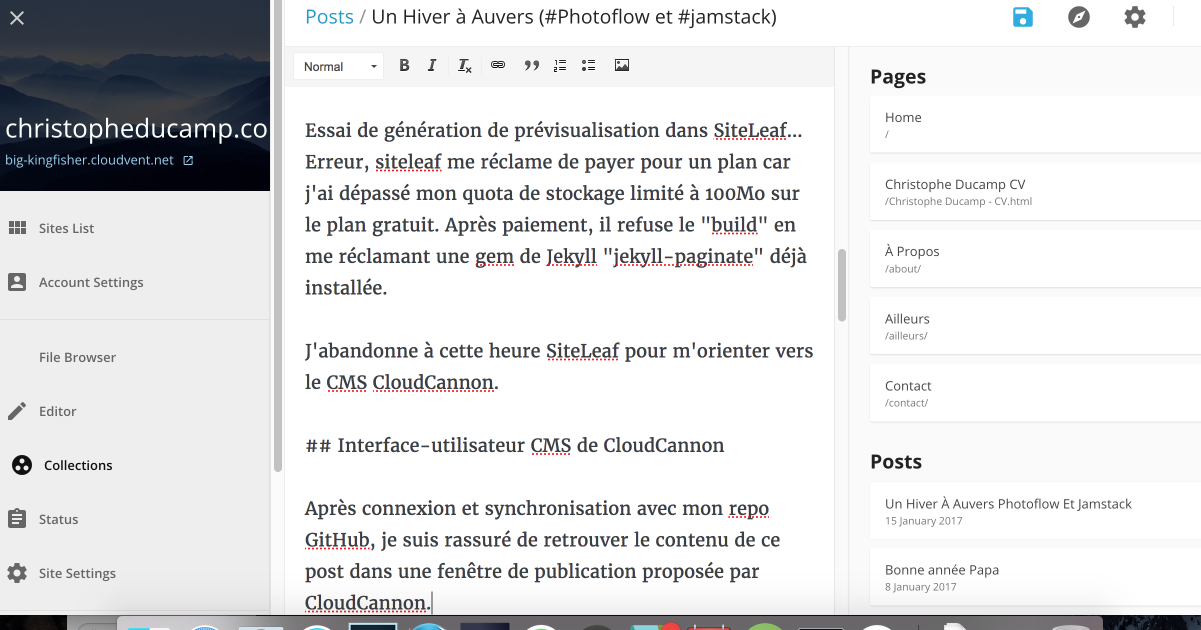 christopheducamp.co
big-kingfisher.cloudvent.net
Sites List
Account Settings
File Browser
Editor
Collections
Status
Site Settings
Posts / Un Hiver à Auvers (#Photoflow et #jamstack)
Normal
Essai de génération de prévisualisation dans SiteLeaf...
Erreur, siteleaf me réclame de payer pour un plan car
j'ai dépassé mon quota de stockage limité à 100Mo sur
le plan gratuit. Après paiement, il refuse le "build" en
me réclamant une gem de Jekyll "jekyll-paginate" déjà
installée.
J'abandonne à cette heure SiteLeaf pour m'orienter vers
le CMS CloudCannon.
## Interface-utilisateur CMS de CloudCannon
Après connexion et synchronisation avec mon repo
GitHub, je suis rassuré de retrouver le contenu de ce
post dans une fenêtre de publication proposée par
CloudCannon.
Pages
Home
/
Christophe Ducamp CV
/Christophe Ducamp - CV.html
À Propos
/about/
Ailleurs
/ailleurs/
Contact
/contact/
Posts
Un Hiver À Auvers Photoflow Et Jamstack
15 January 2017
Bonne année Papa
8 January 2017